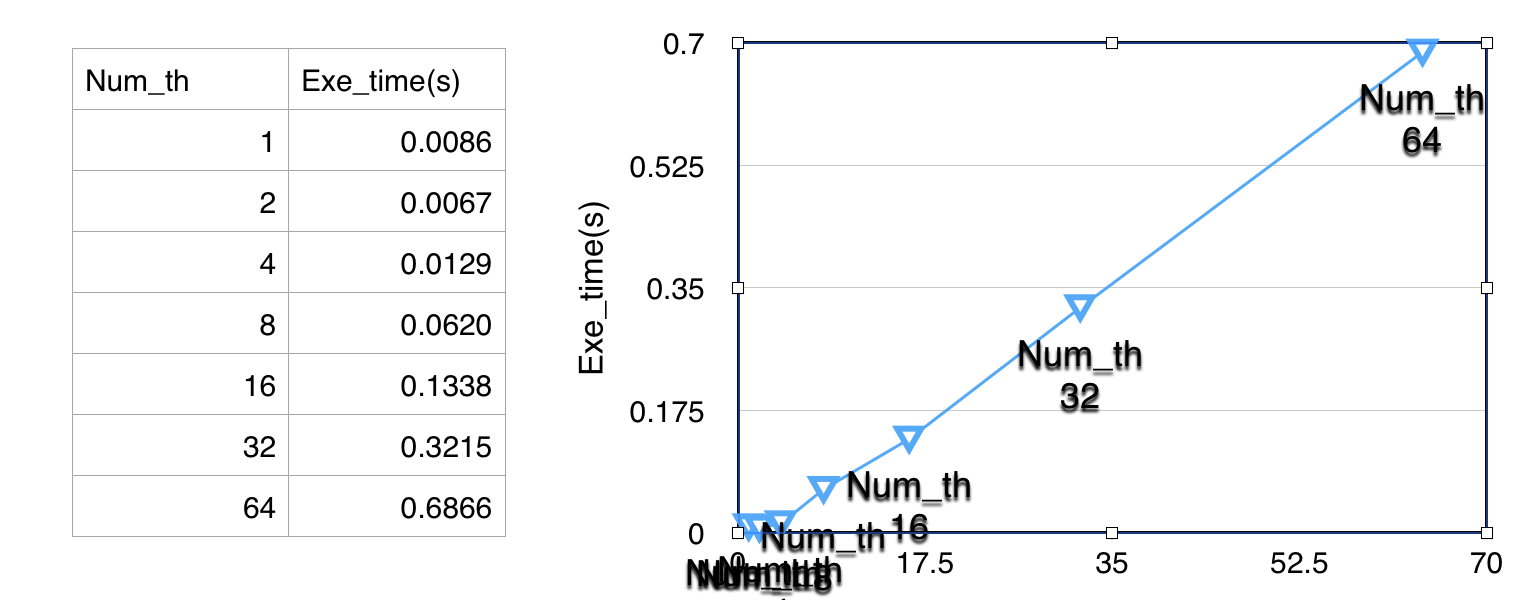 Num_th Exe_time(s)
1 0.0086
2 0.0067
4 0.0129
8 0.0620
16 0.1338
32 0.3215
64 0.6866
0.7
0.525
0.35
0.175
0
Exe_time(s)
Num_th
64
Num_th
32
Num_th
16
Num_th
8
0 17.5 35 52.5 70